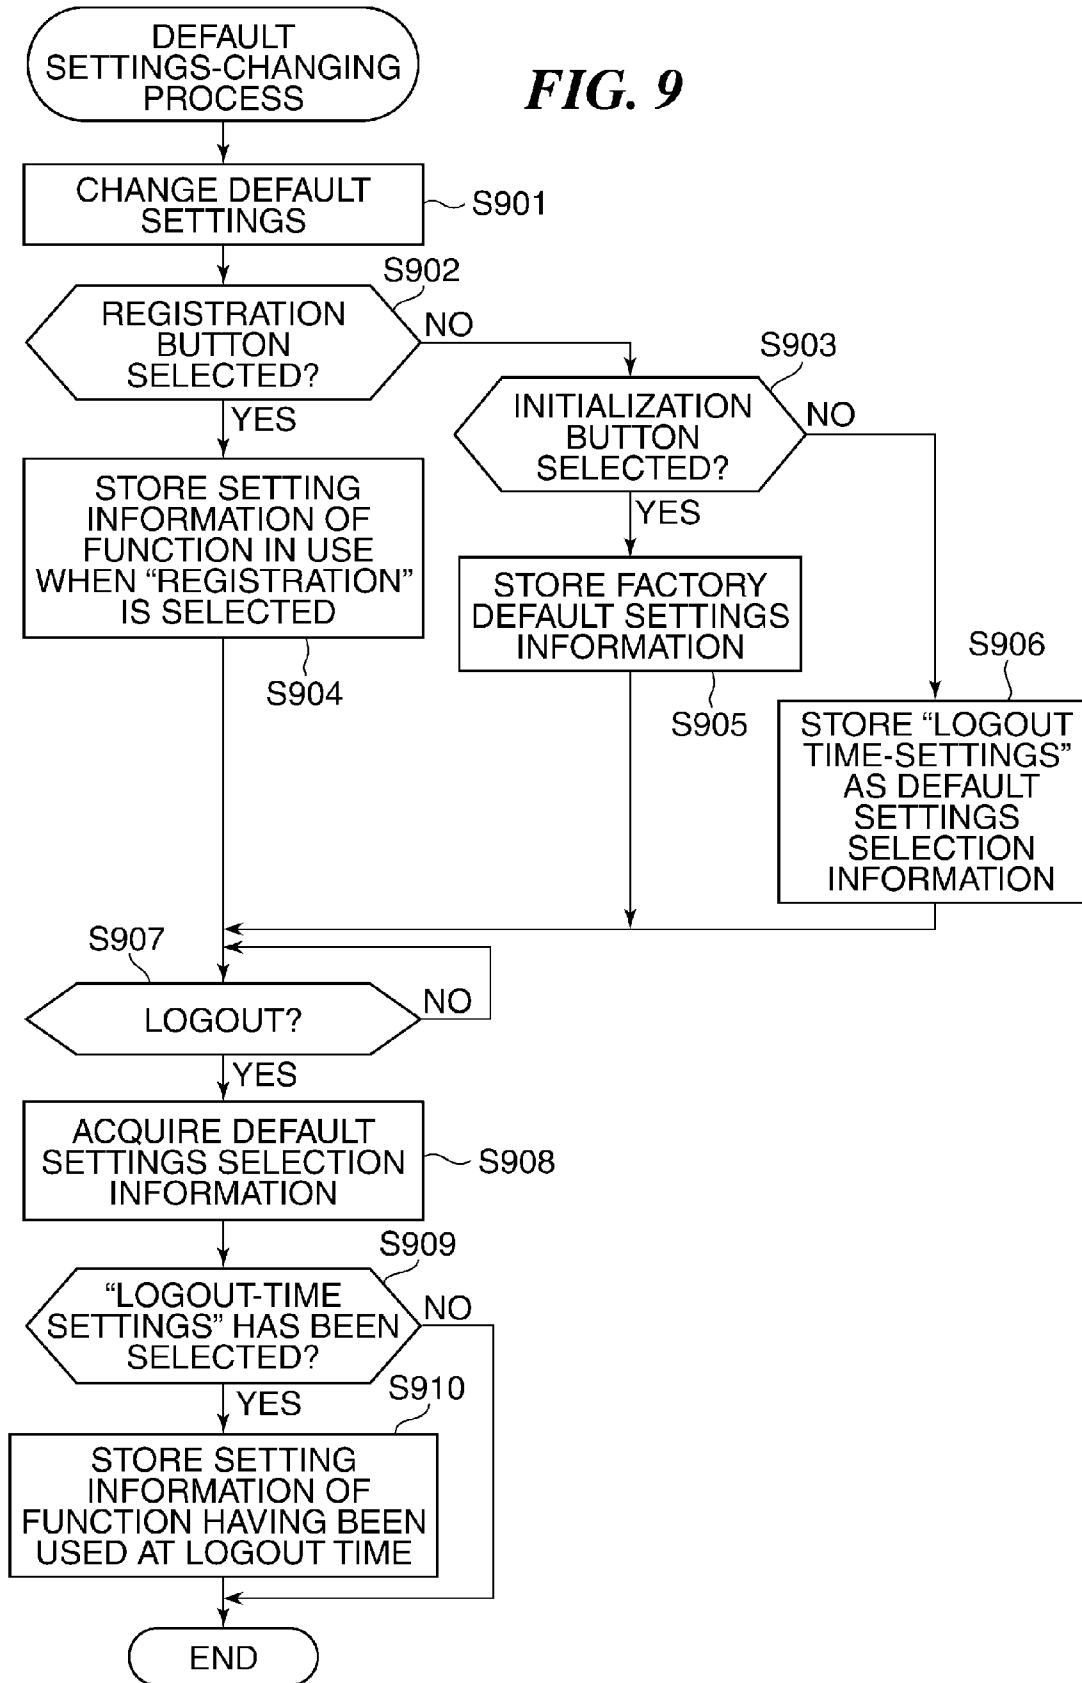 DEFAULT
SETTINGS-CHANGING
PROCESS
FIG. 9
CHANGE DEFAULT
SETTINGS
S901
S902
REGISTRATION
BUTTON
SELECTED?
NO
YES
S903
INITIALIZATION
BUTTON
SELECTED?
NO
YES
STORE SETTING
INFORMATION OF
FUNCTION IN USE
WHEN “REGISTRATION”
IS SELECTED
S904
STORE FACTORY
DEFAULT SETTINGS
INFORMATION
S905
S906
STORE “LOGOUT
TIME-SETTINGS”
AS DEFAULT
SETTINGS
SELECTION
INFORMATION
S907
LOGOUT?
NO
YES
ACQUIRE DEFAULT
SETTINGS SELECTION
INFORMATION
S908
S909
“LOGOUT-TIME
SETTINGS” HAS BEEN
SELECTED?
NO
YES
S910
STORE SETTING
INFORMATION OF
FUNCTION HAVING BEEN
USED AT LOGOUT TIME
END